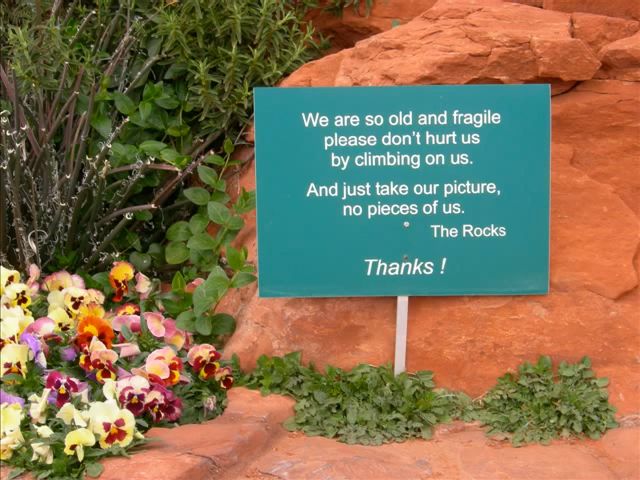 We are so old and fragile
please don't hurt us
by climbing on us.
And just take our picture,
no pieces of us.
The Rocks
Thanks !